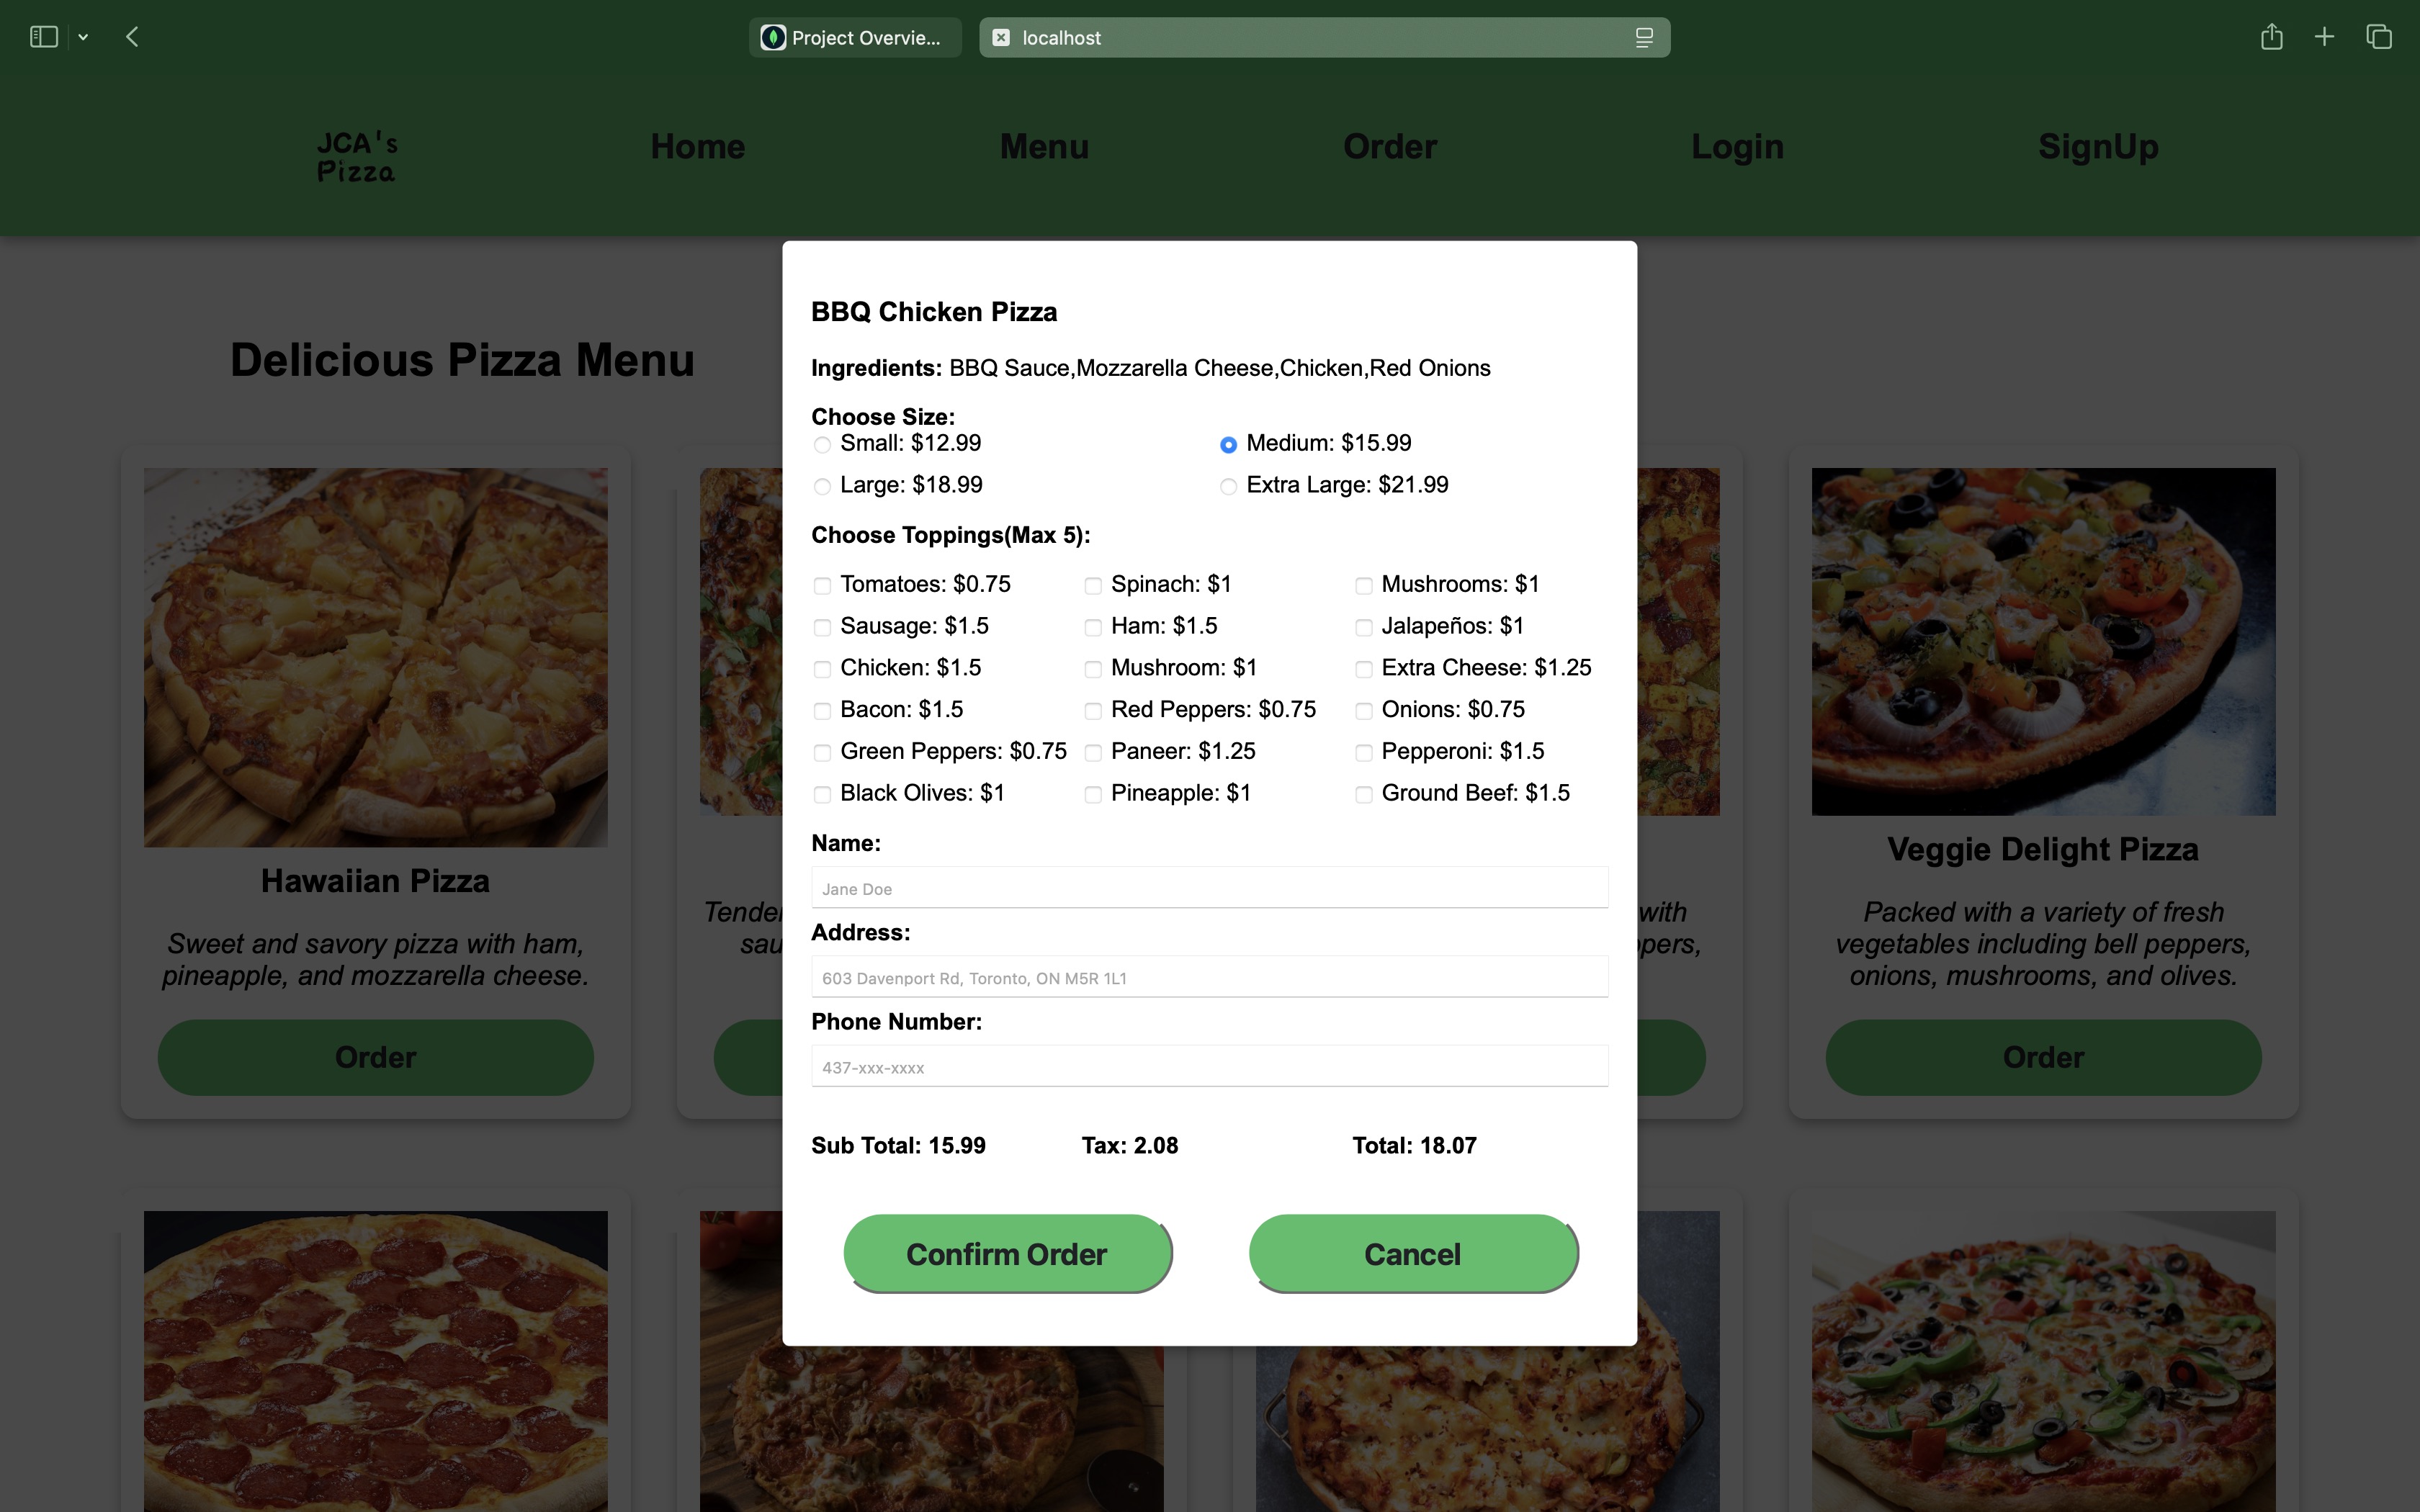 Project Overvie...
localhost
JCA's
Pizza
Home
Menu
Order
Login
SignUp
Delicious Pizza Menu
BBQ Chicken Pizza
Ingredients: BBQ Sauce,Mozzarella Cheese,Chicken,Red Onions
Choose Size:
Small: $12.99
Medium: $15.99
Large: $18.99
Extra Large: $21.99
Choose Toppings(Max 5):
Tomatoes: $0.75
Spinach: $1
Mushrooms: $1
Sausage: $1.5
Ham: $1.5
Jalapeños: $1
Chicken: $1.5
Mushroom: $1
Extra Cheese: $1.25
Bacon: $1.5
Red Peppers: $0.75
Onions: $0.75
Green Peppers: $0.75
Paneer: $1.25
Pepperoni: $1.5
Black Olives: $1
Pineapple: $1
Ground Beef: $1.5
Name:
Jane Doe
Address:
603 Davenport Rd, Toronto, ON M5R 1L1
Phone Number:
437-xxx-xxxx
Sub Total: 15.99
Tax: 2.08
Total: 18.07
Confirm Order
Cancel
Hawaiian Pizza
Sweet and savory pizza with ham,
pineapple, and mozzarella cheese.
Order
with
Veggie Delight Pizza
Packed with a variety of fresh
vegetables including bell peppers,
onions, mushrooms, and olives.
Order